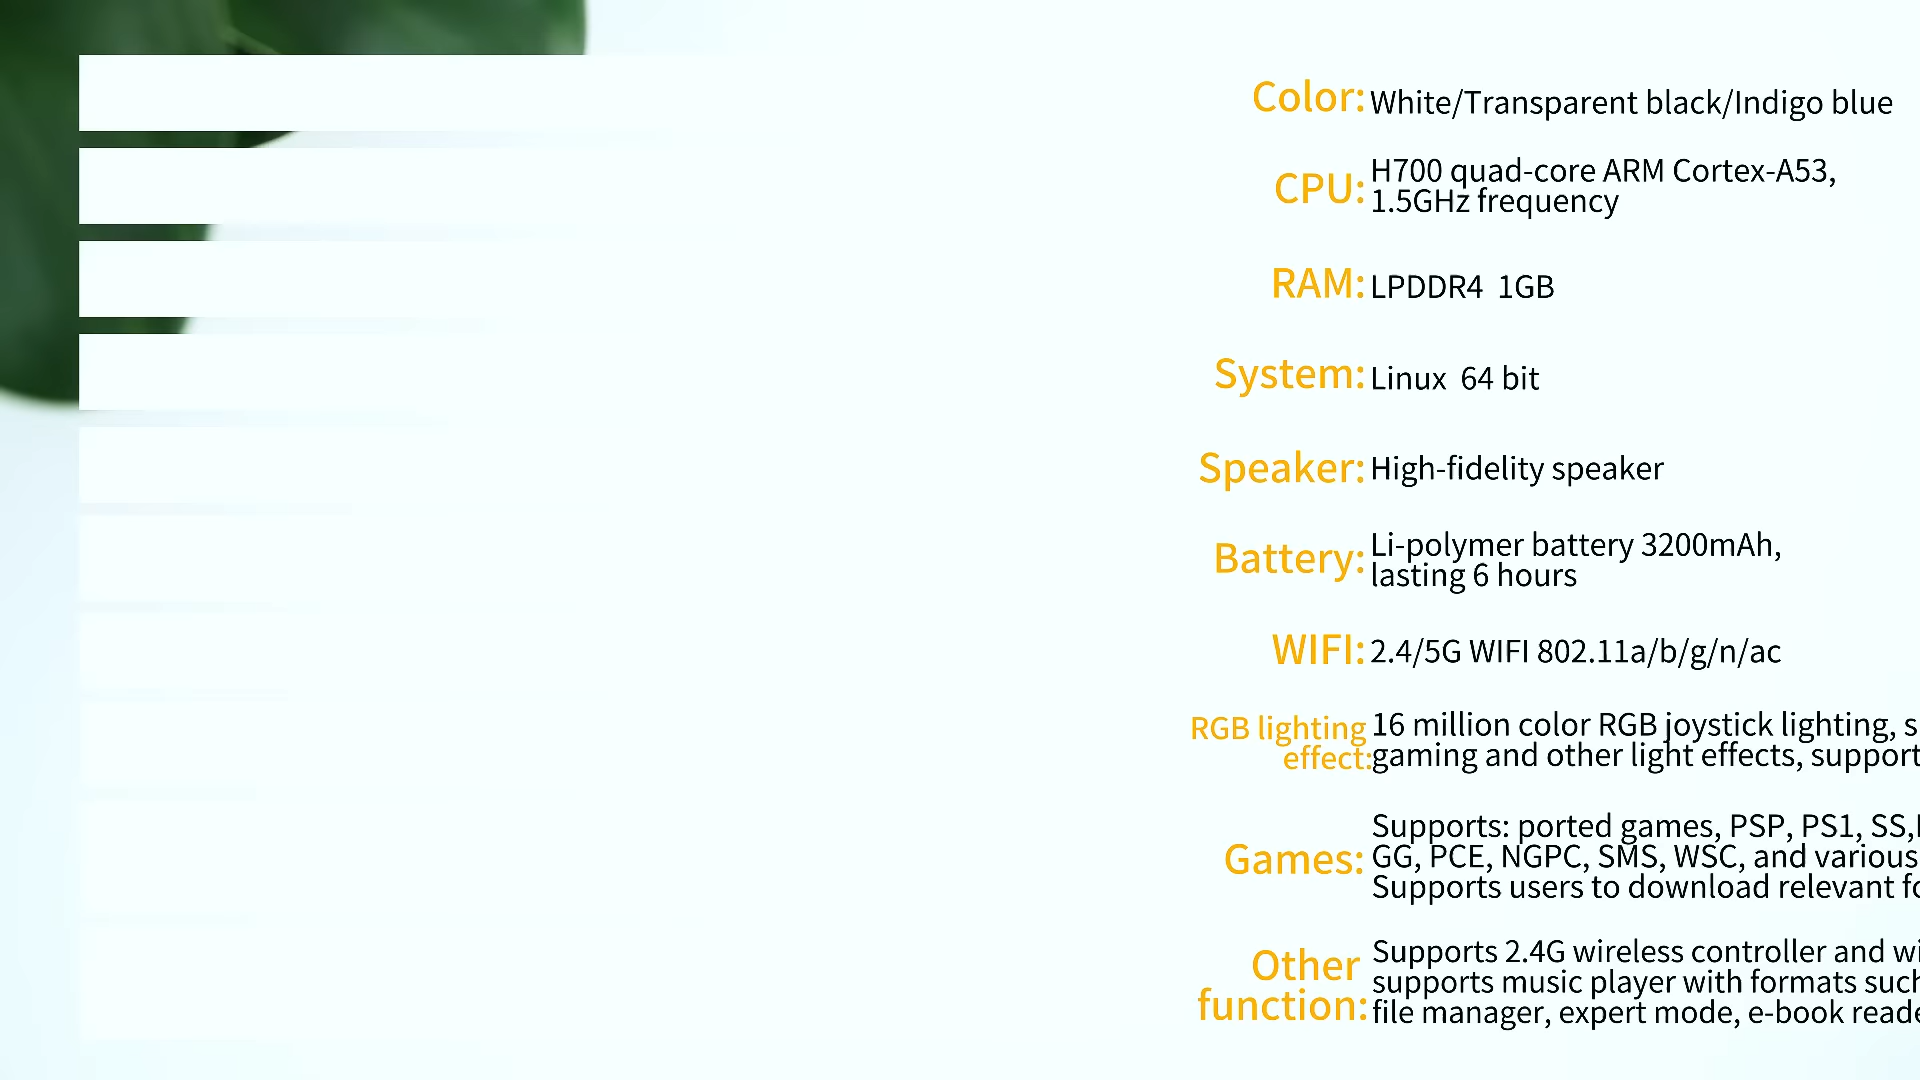 Color: White/Transparent black/Indigo blue
CPU: H700 quad-core ARM Cortex-A53,
1.5GHz frequency
RAM: LPDDR4 1GB
System: Linux 64 bit
Speaker: High-fidelity speaker
Battery: Li-polymer battery 3200mAh,
lasting 6 hours
WIFI: 2.4/5G WIFI 802.11a/b/g/n/ac
RGB lighting 16 million color RGB joystick lighting,
effect: gaming and other light effects, support
Supports: ported games, PSP, PS1, SS,
Games: GG, PCE, NGPC, SMS, WSC, and various
Supports users to download relevant
Other Supports 2.4G wireless controller and
supports music player with formats such
function: file manager, expert mode, e-book